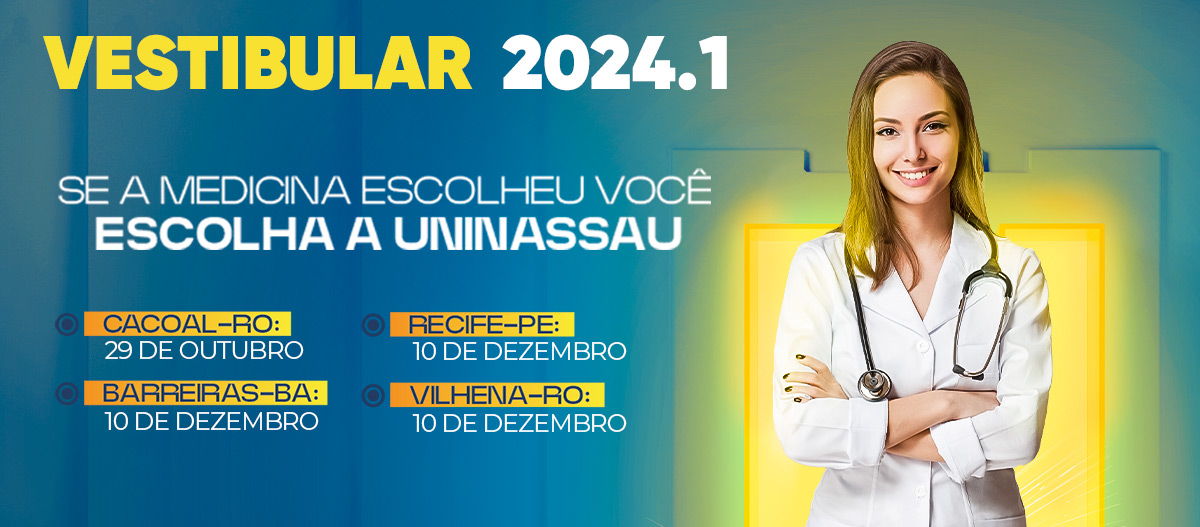 VESTIBULAR 2024.1
SE A MEDICINA ESCOLHEU VOCÊ
ESCOLHA A UNINASSAU
CACOAL-RO:
29 DE OUTUBRO
BARREIRAS-BA:
10 DE DEZEMBRO
RECIFE-PE:
10 DE DEZEMBRO
VILHENA-RO:
10 DE DEZEMBRO